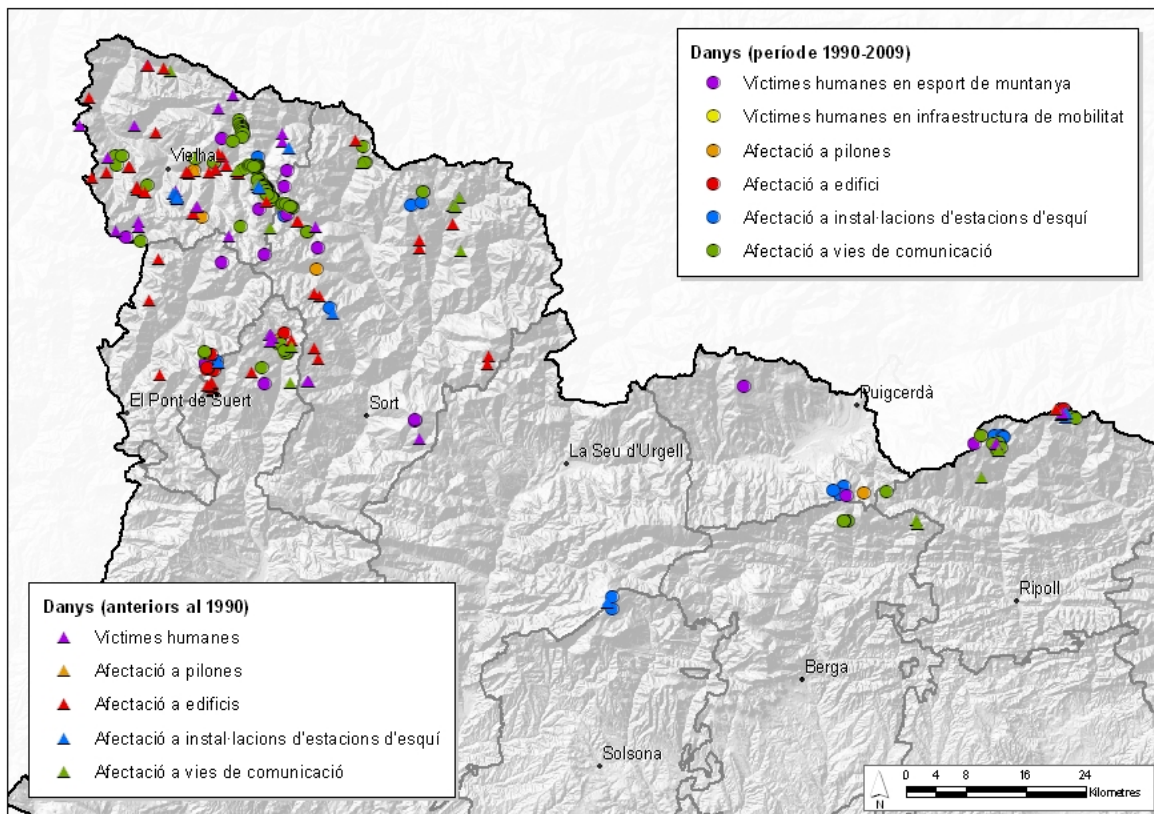 Danys (període 1990-2009)
Víctimes humanes en esport de muntanya
Víctimes humanes en infraestructura de mobilitat
Afectació a pilones
Afectació a edifici
Afectació a instal·lacions d'estacions d'esquí
Afectació a vies de comunicació
Vielha
El Pont de Suert
Sort
Puigcerdà
La Seu d'Urgell
Ripoll
Berga
Solsona
Danys (anteriors al 1990)
Víctimes humanes
Afectació a pilones
Afectació a edificis
Afectació a instal·lacions d'estacions d'esquí
Afectació a vies de comunicació
0 4 8 16 24
Kilometres
N